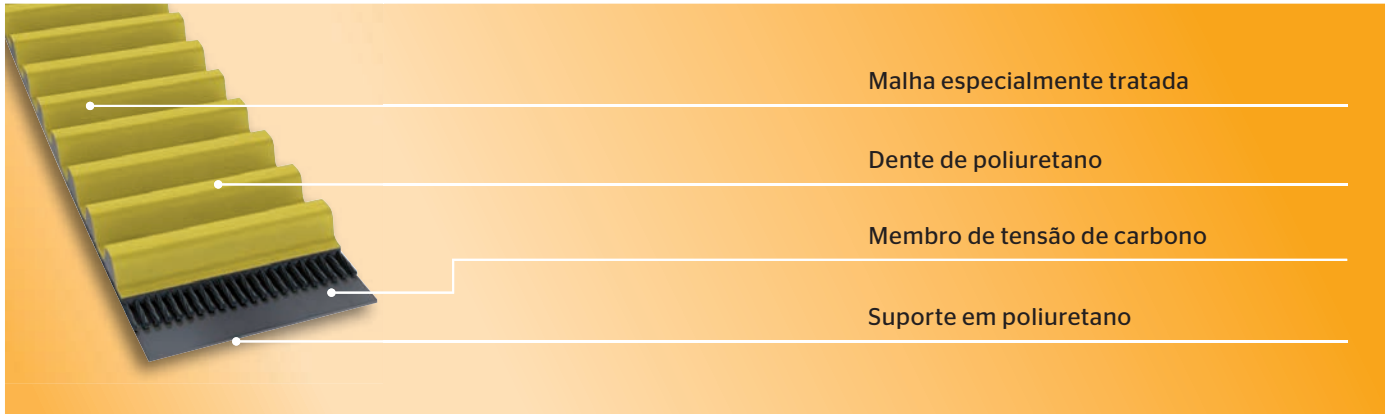 Malha especialmente tratada
Dente de poliuretano
Membro de tensão de carbono
Suporte em poliuretano